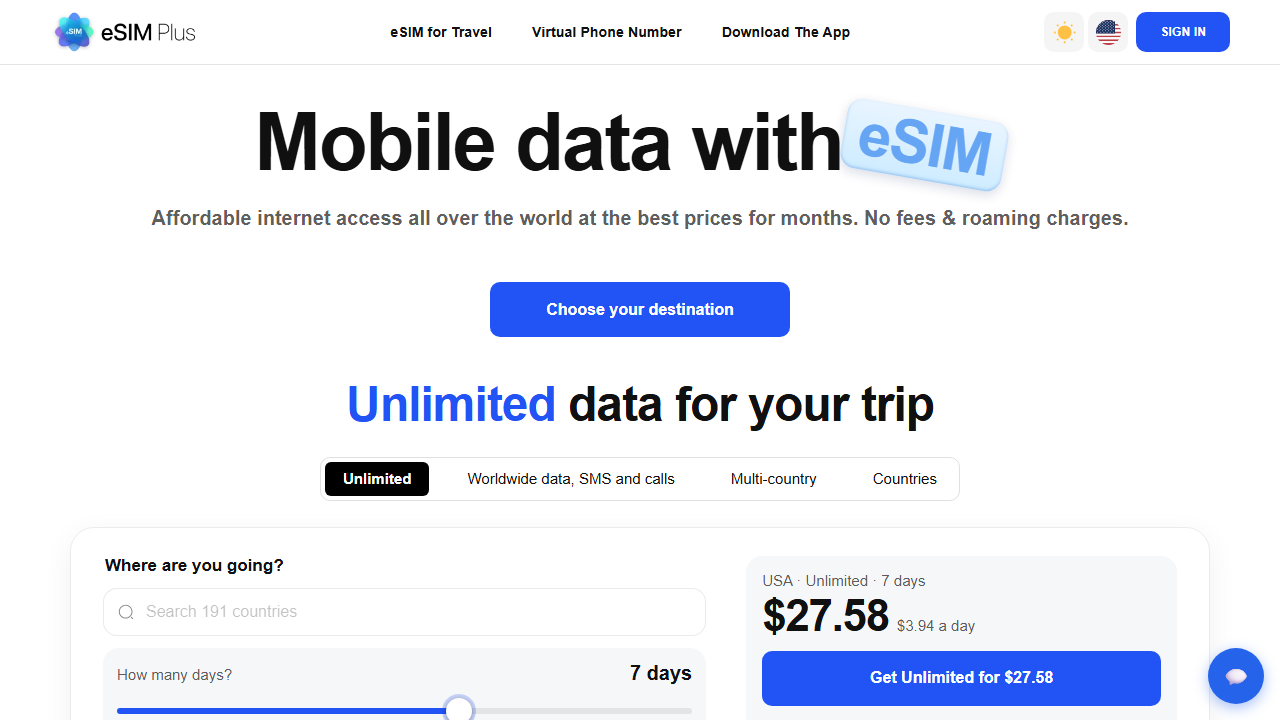 eSIM
eSIM Plus
eSIM for Travel
Virtual Phone Number
Download The App
SIGN IN
Mobile data with eSIM
Affordable internet access all over the world at the best prices for months. No fees & roaming charges.
Choose your destination
Unlimited data for your trip
Unlimited
Worldwide data, SMS and calls
Multi-country
Countries
Where are you going?
Search 191 countries
How many days?
7 days
USA · Unlimited · 7 days
$27.58 $3.94 a day
Get Unlimited for $27.58